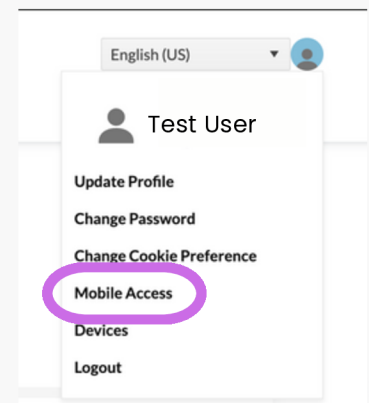 English (US)
Test User
Update Profile
Change Password
Change Cookie Preference
Mobile Access
Devices
Logout